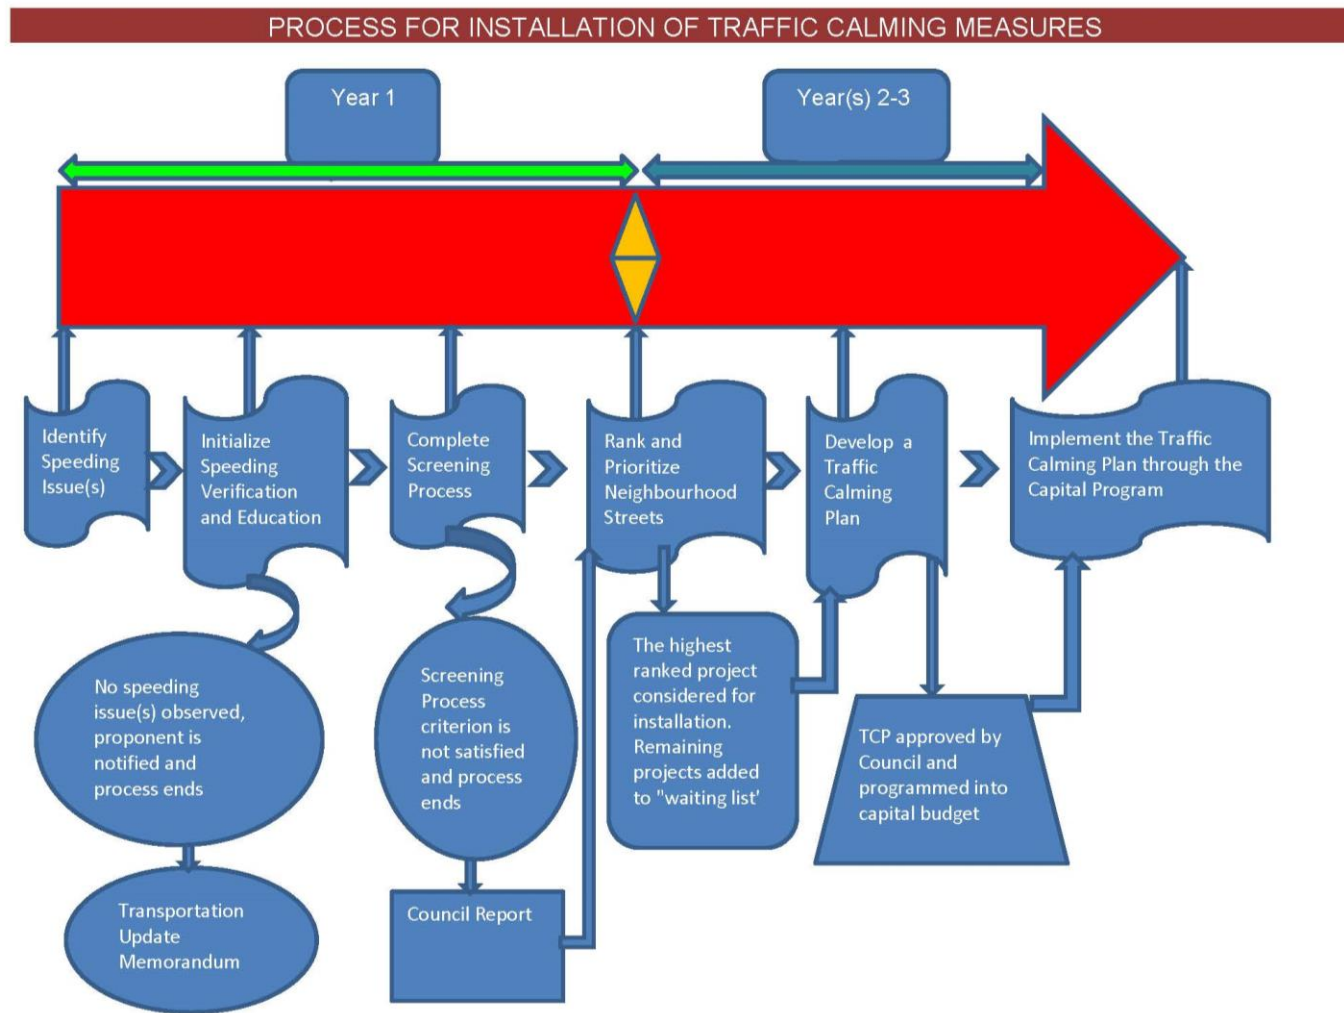 PROCESS FOR INSTALLATION OF TRAFFIC CALMING MEASURES
Year 1
Year(s) 2-3
Identify
Speeding
Issue(s)
Initialize
Speeding
Verification
and Education
Complete
Screening
Process
Rank and
Prioritize
Neighbourhood
Streets
Develop a
Traffic
Calming
Plan
Implement the Traffic
Calming Plan through the
Capital Program
No speeding
issue(s) observed,
proponent is
notified and
process ends
Screening
Process
criterion is
not satisfied
and process
ends
The highest
ranked project
considered for
installation.
Remaining
projects added
to "waiting list'
TCP approved by
Council and
programmed into
capital budget
Transportation
Update
Memorandum
Council Report